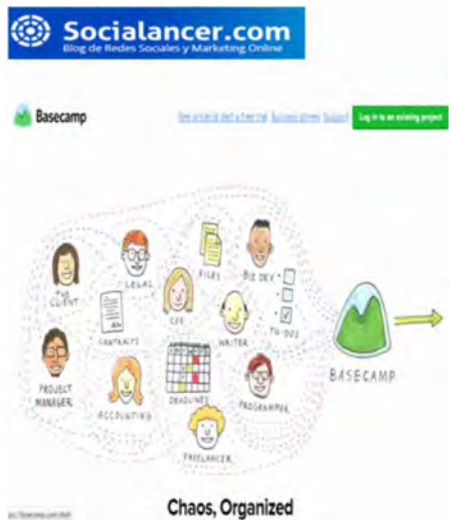 Socialancer.com
Blog de Redes Sociales y Marketing Online
Basecamp
Log in to an existing project
THE CLIENT
LEGAL
FILES
BIZ DEV
CONTRACTS
CEO
WRITER
TO-DOS
PROJECT MANAGER
ACCOUNTING
DEADLINES
PROGRAMMER
FREELANCER
BASECAMP
Chaos, Organized